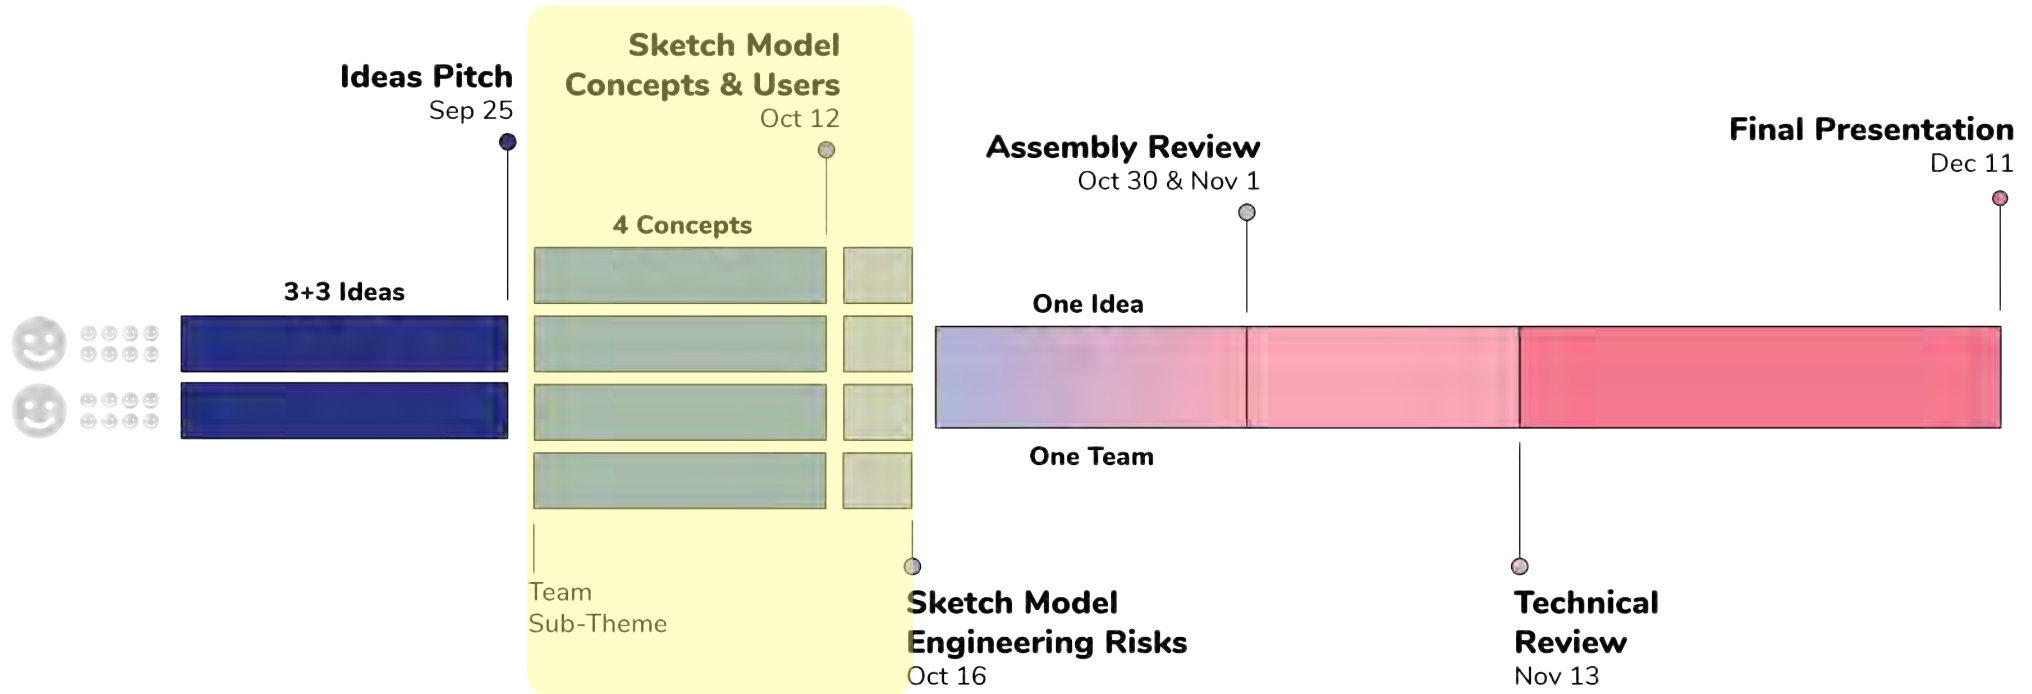 Sketch Model
Concepts & Users
Oct 12
Ideas Pitch
Sep 25
Final Presentation
Dec 11
Assembly Review
Oct 30 & Nov 1
4 Concepts
3+3 Ideas
One Idea
One Team
Team
Sub-Theme
Sketch Model
Engineering Risks
Oct 16
Technical
Review
Nov 13